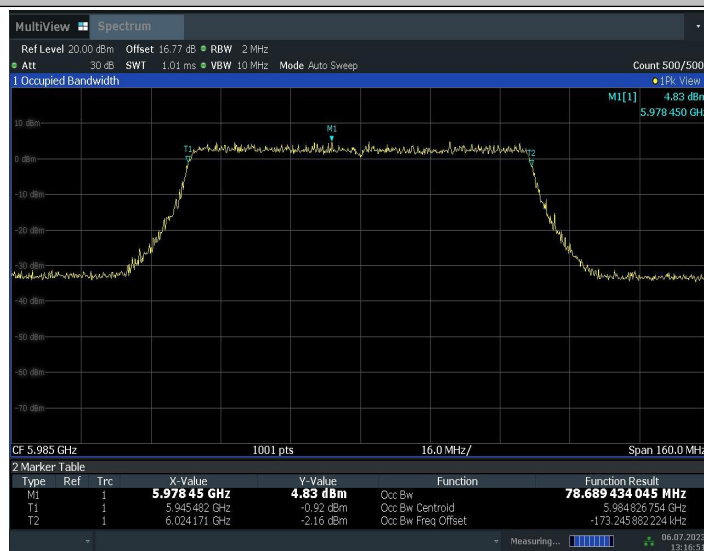 MultiView Spectrum
Ref Level 20.00 dBm Offset 16.77 dB RBW 2 MHz
Att 30 dB SWT 1.01 ms VBW 10 MHz Mode Auto Sweep Count 500/500
1 Occupied Bandwidth 1Pk View
M1[1] 4.83 dBm
5.978 450 GHz
10 dBm
M1
T1
T2
0 dBm
-10 dBm
-20 dBm
-30 dBm
-40 dBm
-50 dBm
-60 dBm
-70 dBm
CF 5.985 GHz 1001 pts 16.0 MHz/ Span 160.0 MHz
2 Marker Table
Type Ref Trc X-Value Y-Value Function Function Result
M1 1 5.978 45 GHz 4.83 dBm Occ Bw 78.689 434 045 MHz
T1 1 5.945 482 GHz -0.92 dBm Occ Bw Centroid 5.984 826 754 GHz
T2 1 6.024 171 GHz -2.16 dBm Occ Bw Freq Offset -173.245 882 224 kHz
Measuring... 06.07.2023
13:16:51